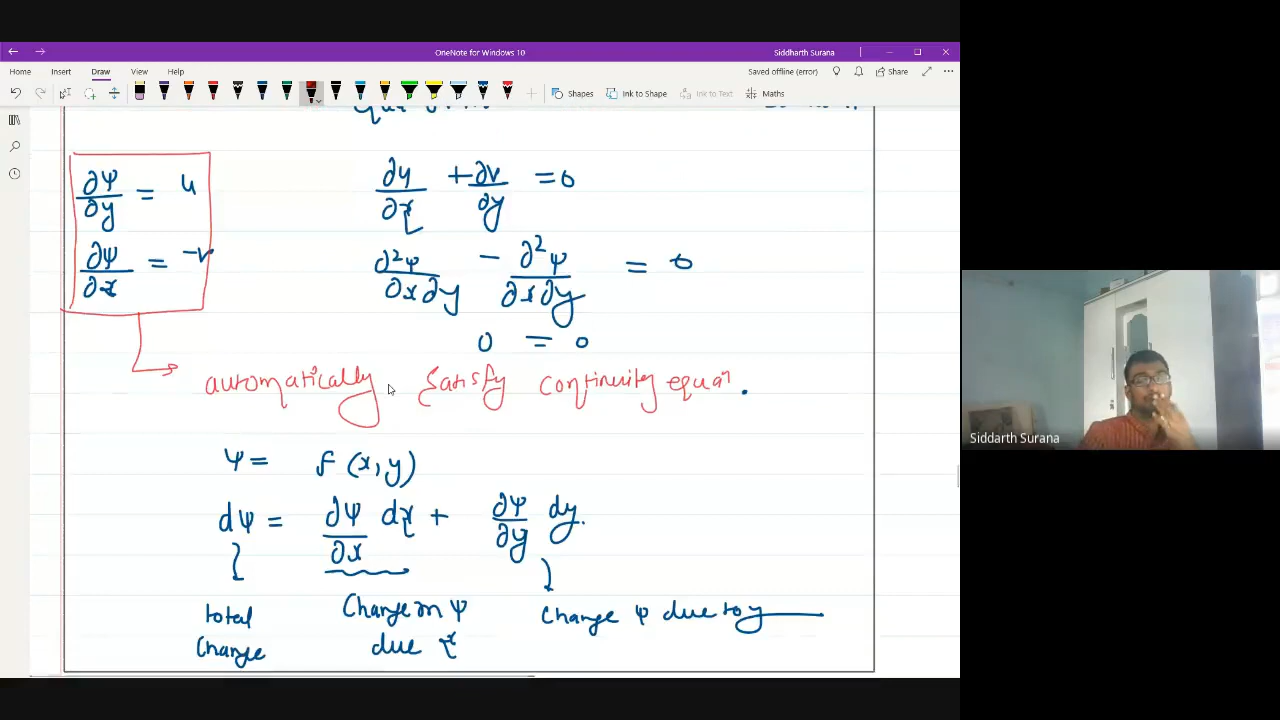 OneNote for Windows 10
Siddharth Surana
Home Insert Draw View Help
Saved offline (error)
Share
Shapes
Ink to Shape
Ink to Text
Maths
∂ψ/∂y = u
∂u/∂x + ∂v/∂y = 0
∂ψ/∂x = -v
∂²ψ/∂x∂y - ∂²ψ/∂x∂y = 0
0 = 0
automatically satisfy continuity equan.
ψ = f(x,y)
dψ = ∂ψ/∂x dx + ∂ψ/∂y dy.
total Change
Change in ψ due x
Change ψ due to y
Siddarth Surana